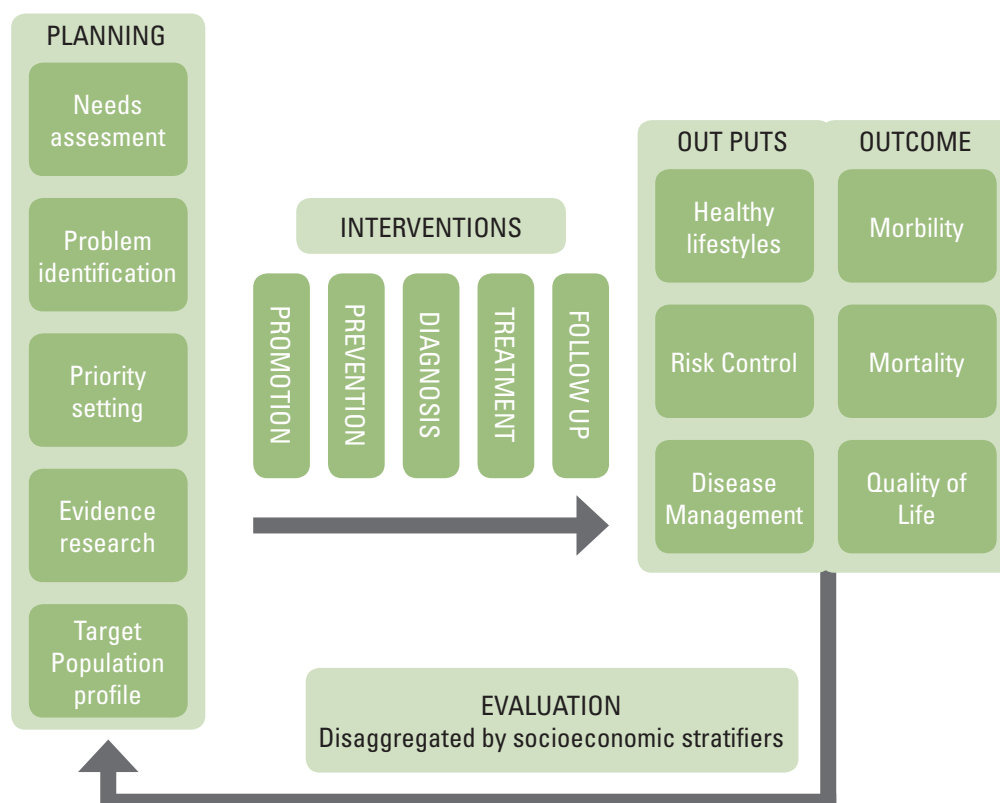 PLANNING
Needs
assesment
Problem
identification
Priority
setting
Evidence
research
Target
Population
profile
INTERVENTIONS
PROMOTION
PREVENTION
DIAGNOSIS
TREATMENT
FOLLOW UP
OUT PUTS
Healthy
lifestyles
Risk Control
Disease
Management
OUTCOME
Morbility
Mortality
Quality of
Life
EVALUATION
Disaggregated by socioeconomic stratifiers